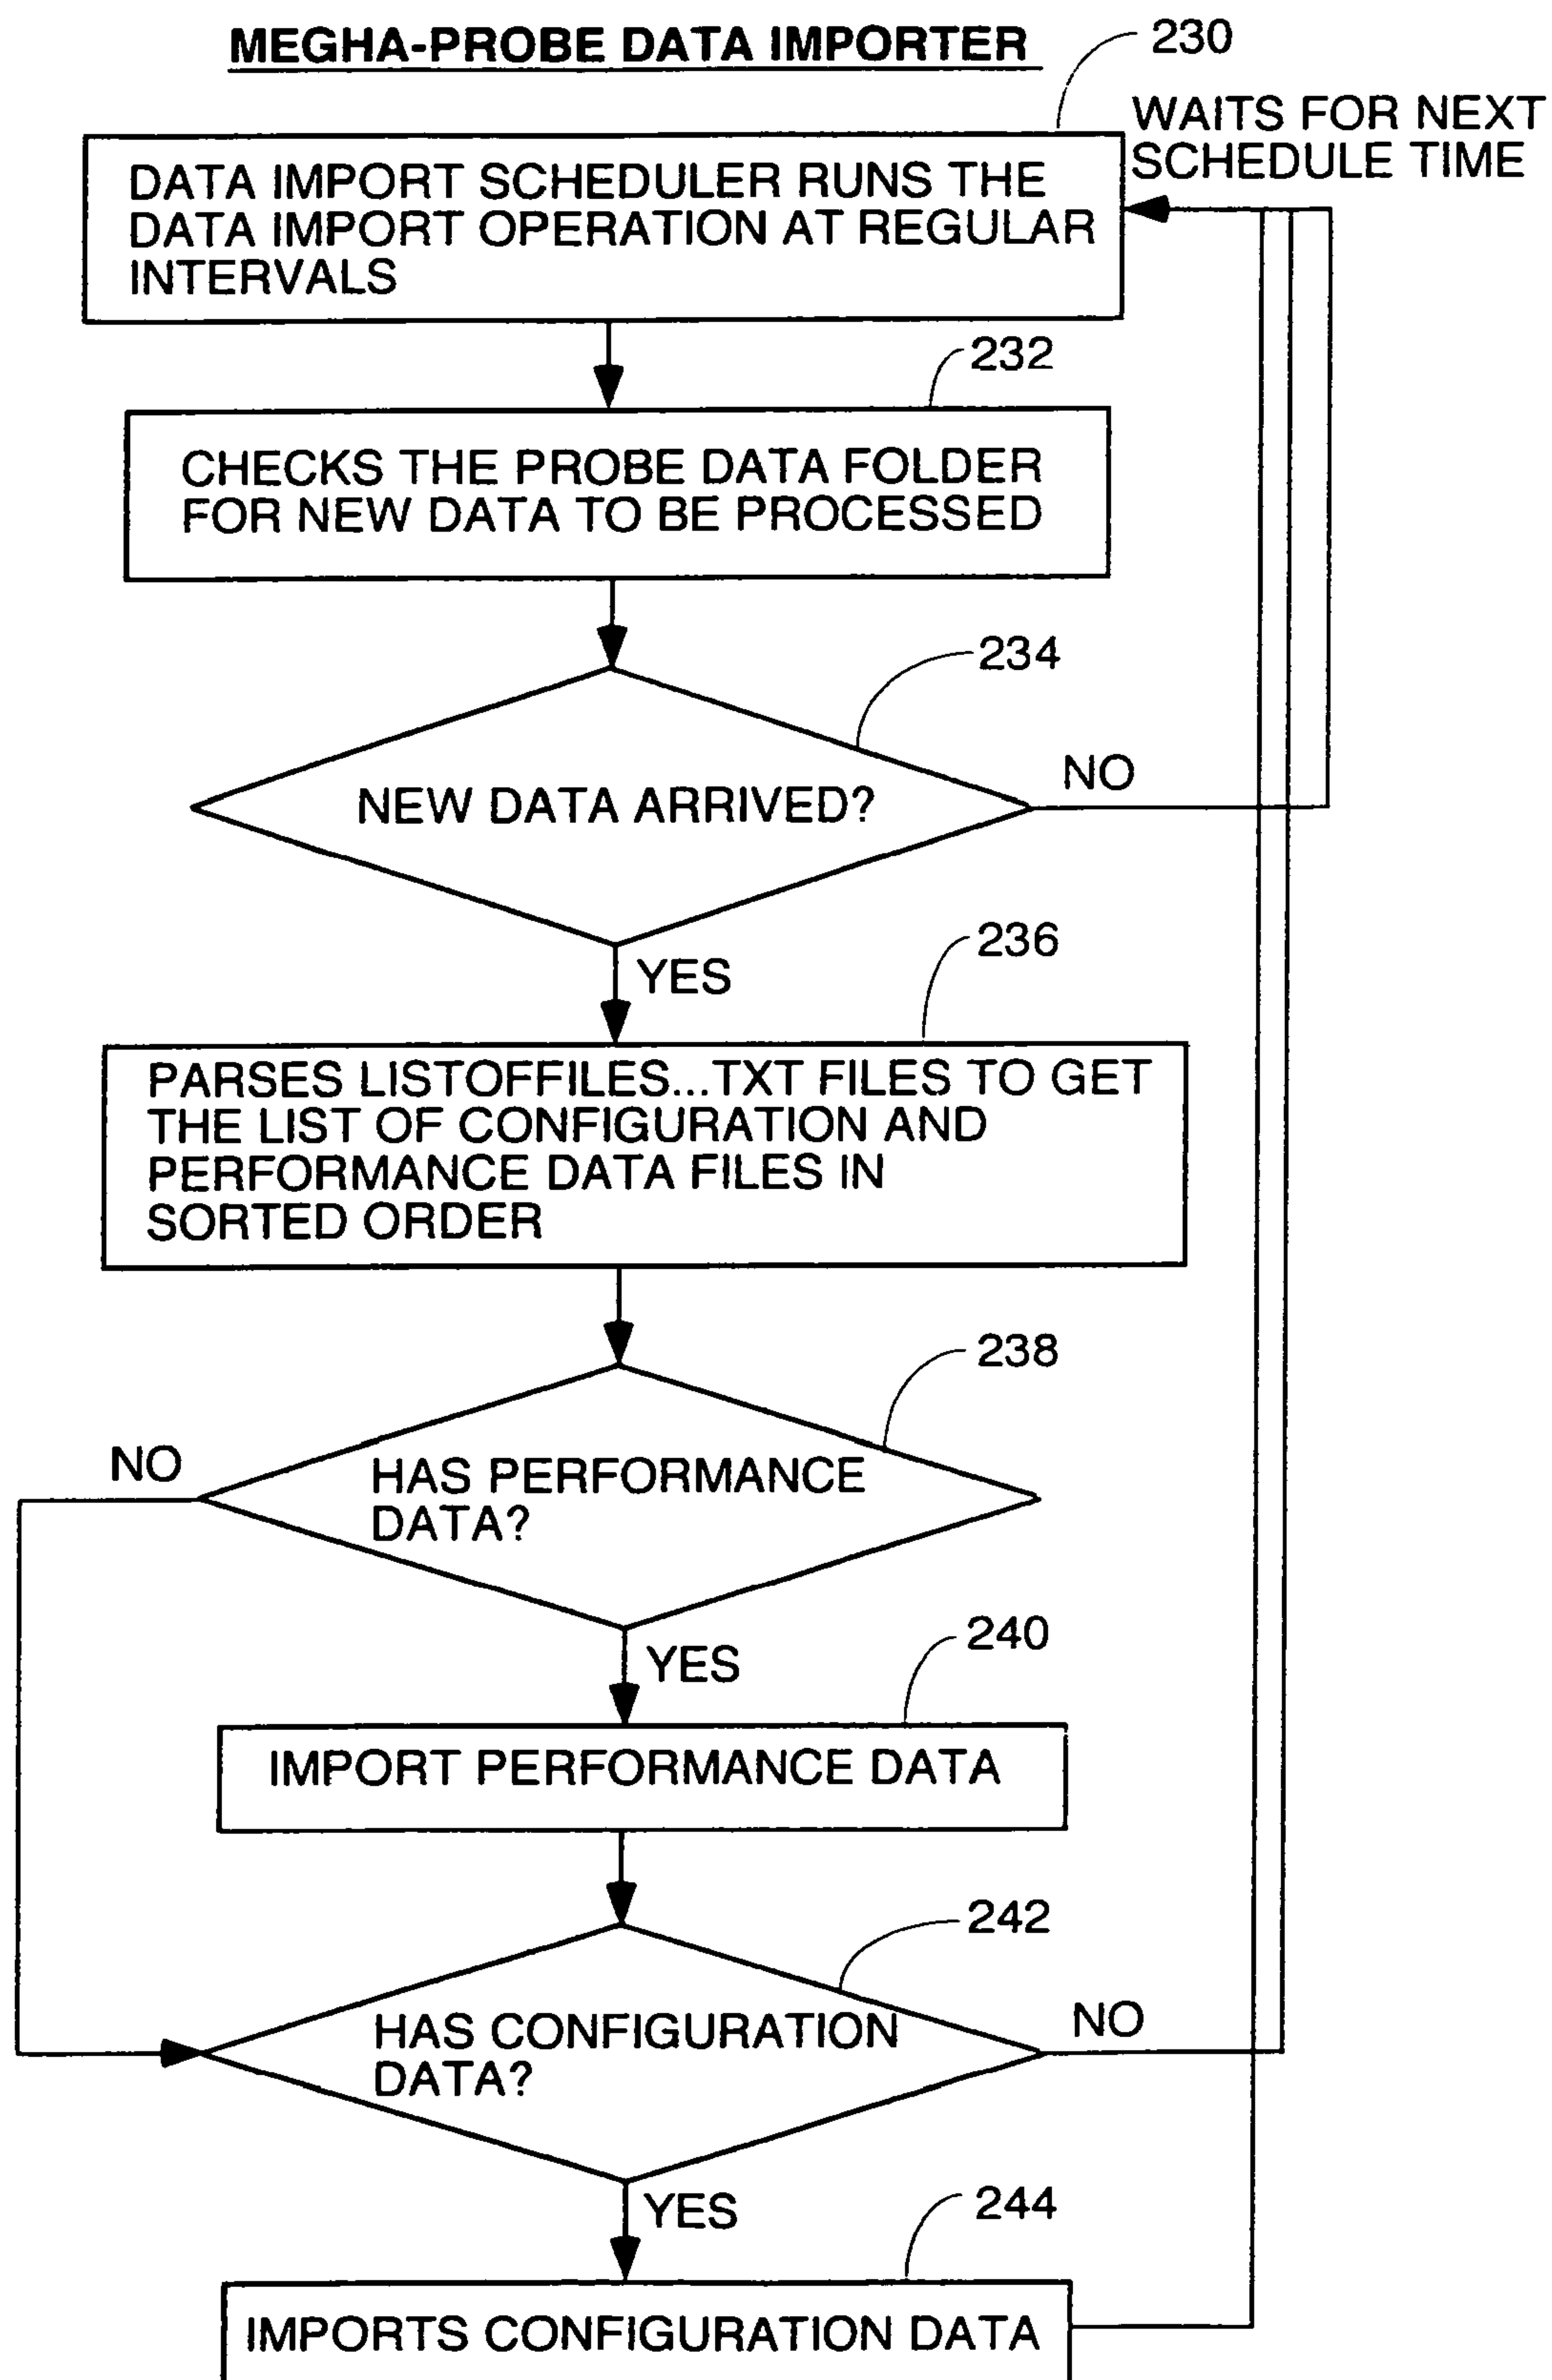 MEGHA-PROBE DATA IMPORTER
230
WAITS FOR NEXT
SCHEDULE TIME
DATA IMPORT SCHEDULER RUNS THE
DATA IMPORT OPERATION AT REGULAR
INTERVALS
232
CHECKS THE PROBE DATA FOLDER
FOR NEW DATA TO BE PROCESSED
234
NEW DATA ARRIVED?
NO
YES
236
PARSES LISTOFFILES...TXT FILES TO GET
THE LIST OF CONFIGURATION AND
PERFORMANCE DATA FILES IN
SORTED ORDER
238
NO
HAS PERFORMANCE
DATA?
YES
240
IMPORT PERFORMANCE DATA
242
HAS CONFIGURATION
DATA?
NO
YES
244
IMPORTS CONFIGURATION DATA